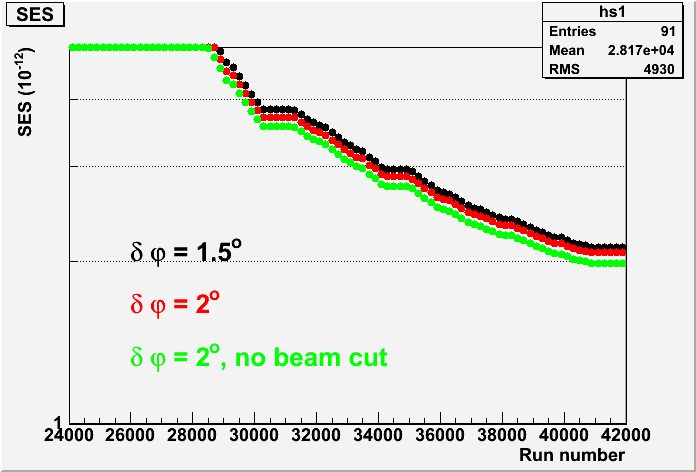 SES
hs1
Entries 91
Mean 2.817e+04
RMS 4930
SES (10⁻¹²)
δ φ = 1.5°
δ φ = 2°
δ φ = 2°, no beam cut
1
24000 26000 28000 30000 32000 34000 36000 38000 40000 42000
Run number